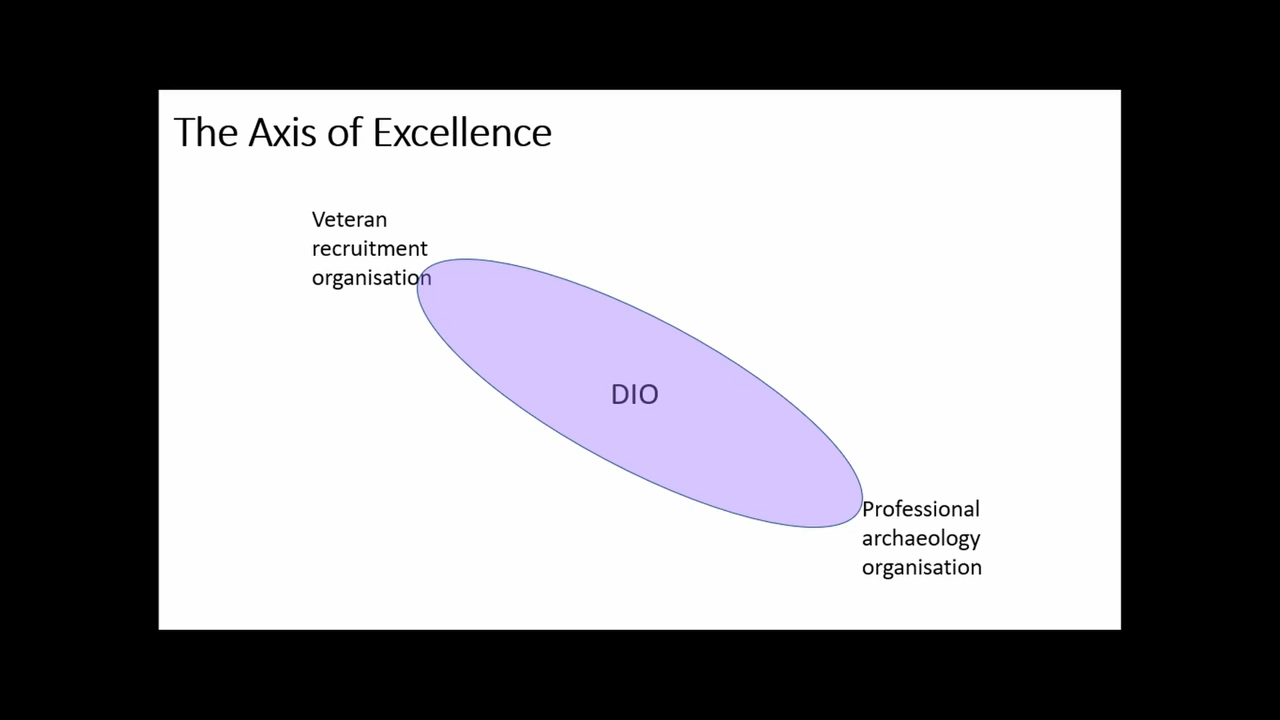 The Axis of Excellence
Veteran
recruitment
organisation
DIO
Professional
archaeology
organisation